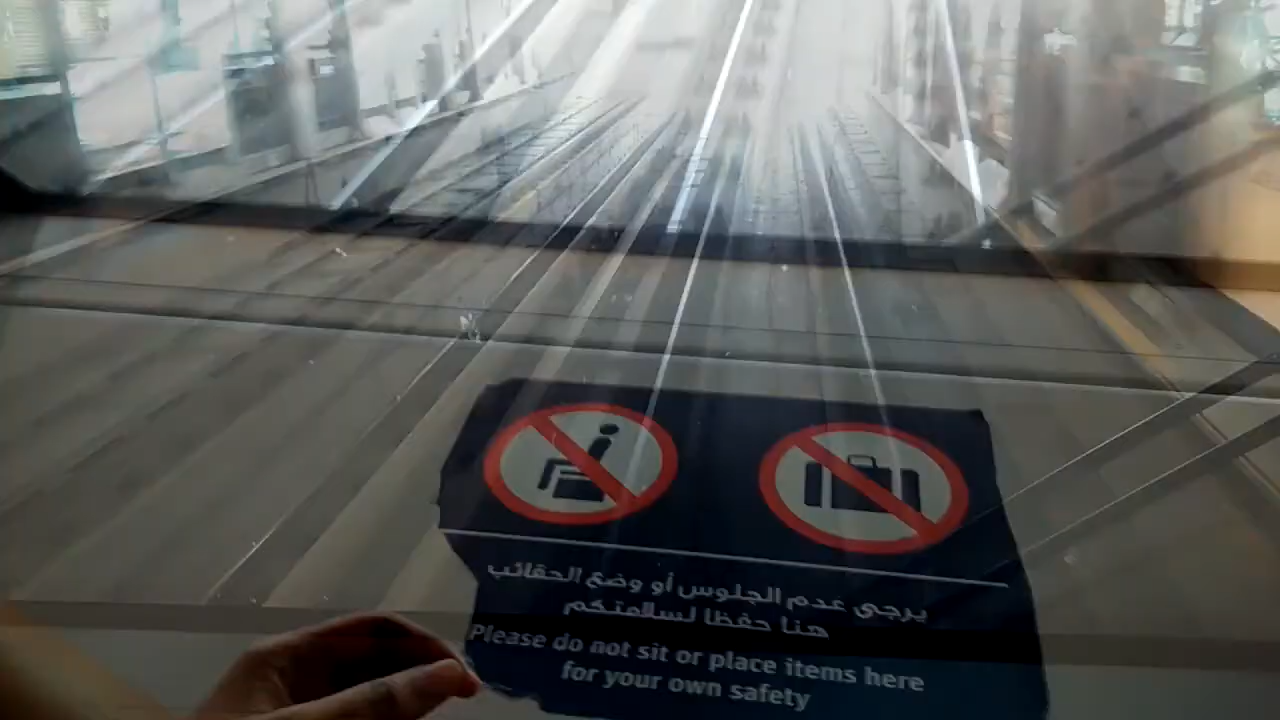 يرجى عدم الجلوس أو وضع الحقائب
هنا حفظا لسلامتكم
Please do not sit or place items here
for your own safety